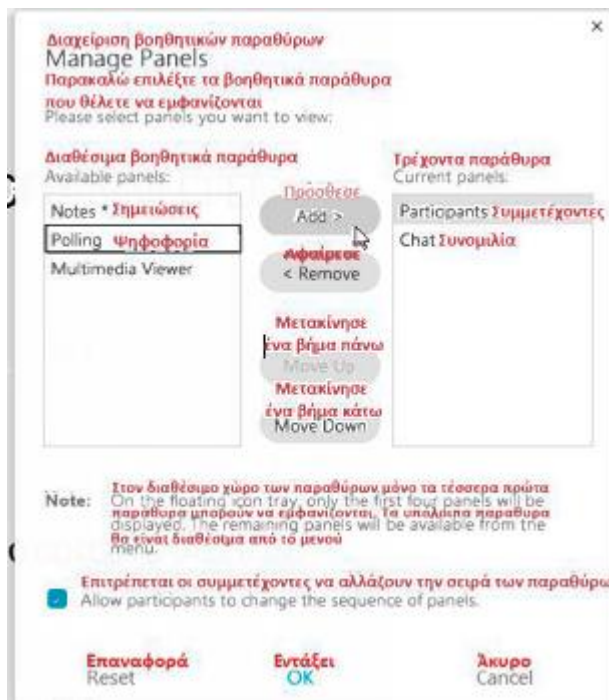 Διαχείριση βοηθητικών παραθύρων
Manage Panels
Παρακαλώ επιλέξτε τα βοηθητικά παράθυρα
που θέλετε να εμφανίζονται
Please select panels you want to view:
Διαθέσιμα βοηθητικά παράθυρα
Available panels:
Notes * Σημειώσεις
Polling Ψηφοφορία
Multimedia Viewer
Πρόσθεσε
Add >
Αφαίρεσε
< Remove
Μετακίνησε
ένα βήμα πάνω
Move Up
Μετακίνησε
ένα βήμα κάτω
Move Down
Τρέχοντα παράθυρα
Current panels:
Participants Συμμετέχοντες
Chat Συνομιλία
Στον διαθέσιμο χώρο των παραθύρων μόνο τα τέσσερα πρώτα
Note: On the floating icon tray, only the first four panels will be
παράθυρα μπορούν να εμφανίζονται. Τα υπόλοιπα παράθυρα
displayed. The remaining panels will be available from the
θα είναι διαθέσιμα από το μενού
menu.
Επιτρέπεται οι συμμετέχοντες να αλλάζουν την σειρά των παραθύρω
Allow participants to change the sequence of panels.
Επαναφορά
Reset
Εντάξει
OK
Άκυρο
Cancel